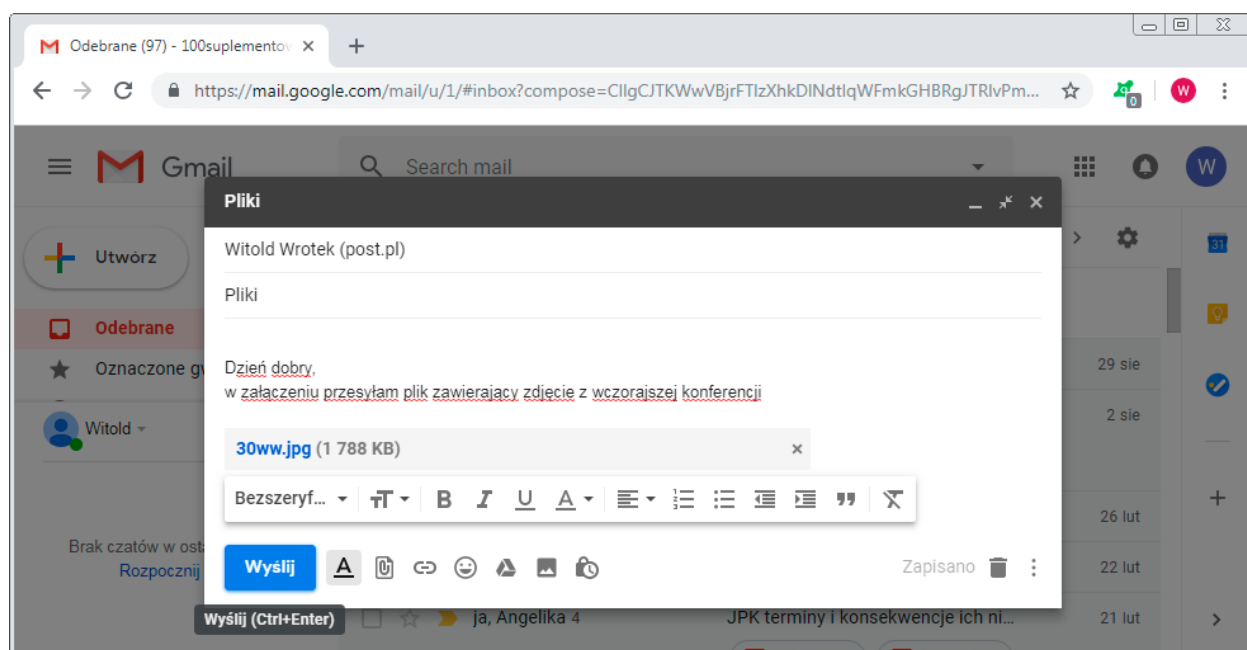 Odebrane (97) - 100suplementow
https://mail.google.com/mail/u/1/#inbox?compose=CllgCJTKWwVBjrFTlzXhkDlNdtlqWFmkGHBRgJTRlvPm...
0
W
Gmail
Search mail
W
Pliki
Utwórz
Witold Wrotek (post.pl)
31
Pliki
Odebrane
Oznaczone
Dzień dobry,
29 sie
w załączeniu przesyłam plik zawierający zdjęcie z wczorajszej konferencji
Witold
2 sie
30ww.jpg (1 788 KB)
Bezszeryf...
26 lut
Brak czatów w
Rozpocznij
Wyślij
Zapisano
22 lut
Wyślij (Ctrl+Enter)
ja, Angelika 4
JPK terminy i konsekwencje ich ni...
21 lut